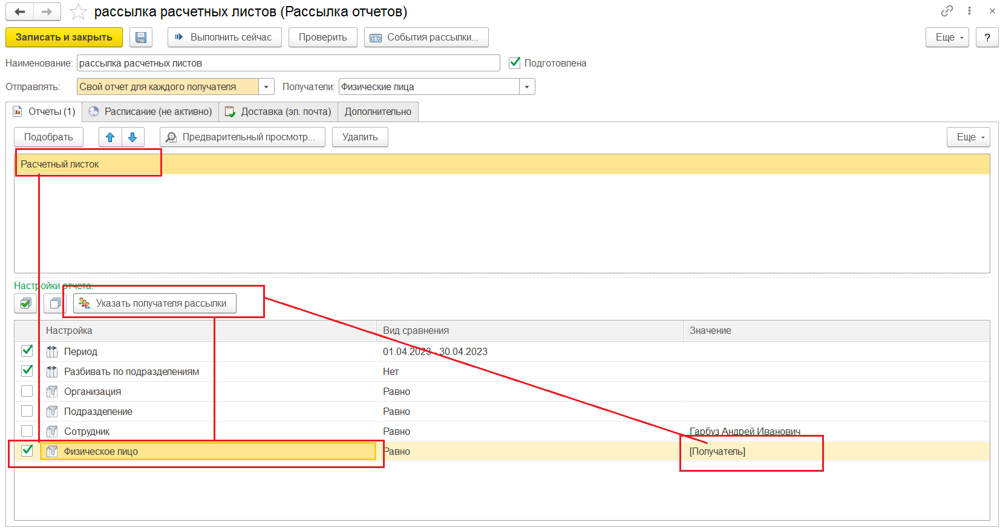 рассылка расчетных листов (Рассылка отчетов)
Записать и закрыть
Выполнить сейчас
Проверить
События рассылки...
Еще
?
Наименование: рассылка расчетных листов
Подготовлена
Отправлять: Свой отчет для каждого получателя
Получатели: Физические лица
Отчеты (1)
Расписание (не активно)
Доставка (эл. почта)
Дополнительно
Подобрать
Предварительный просмотр...
Удалить
Еще
Расчетный листок
Настройки отчета:
Указать получателя рассылки
Настройка Вид сравнения Значение
Период 01.04.2023 - 30.04.2023
Разбивать по подразделениям Нет
Организация Равно
Подразделение Равно
Сотрудник Равно Гарбуз Андрей Иванович
Физическое лицо Равно [Получатель]